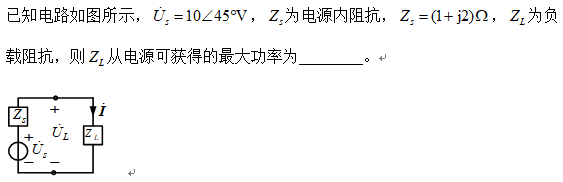 已知电路如图所示，U̇s=10∠45°V，Zs为电源内阻抗，Zs=(1+j2)Ω，ZL为负
载阻抗，则 ZL从电源可获得的最大功率为________。↵
Zs
+
U̇L
−
İ
ZL
+
U̇s
−
↵